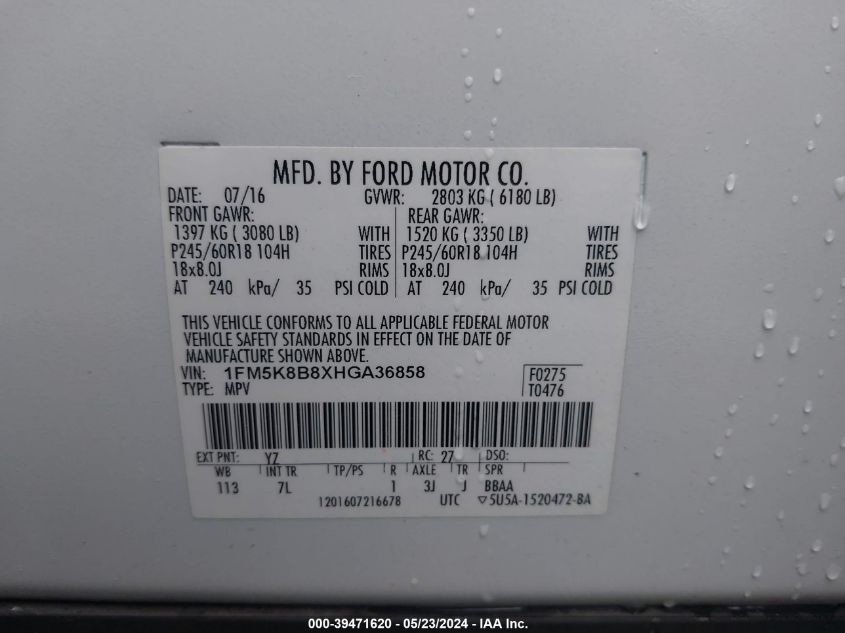 MFD. BY FORD MOTOR CO.
DATE: 07/16 GVWR: 2803 KG ( 6180 LB)
FRONT GAWR: REAR GAWR:
1397 KG ( 3080 LB) WITH 1520 KG ( 3350 LB) WITH
P245/60R18 104H TIRES P245/60R18 104H TIRES
18x8.0J RIMS 18x8.0J RIMS
AT 240 kPa/ 35 PSI COLD AT 240 kPa/ 35 PSI COLD
THIS VEHICLE CONFORMS TO ALL APPLICABLE FEDERAL MOTOR
VEHICLE SAFETY STANDARDS IN EFFECT ON THE DATE OF
MANUFACTURE SHOWN ABOVE.
VIN: 1FM5K8B8XHGA36858 F0275
TYPE: MPV T0476
EXT PNT: YZ RC: 27 DSO:
WB INT TR TP/PS R AXLE TR SPR
113 7L 1 3J J BBAA
1201607216678 UTC ▽5U5A-1520472-BA
000-39471620 - 05/23/2024 - IAA Inc.